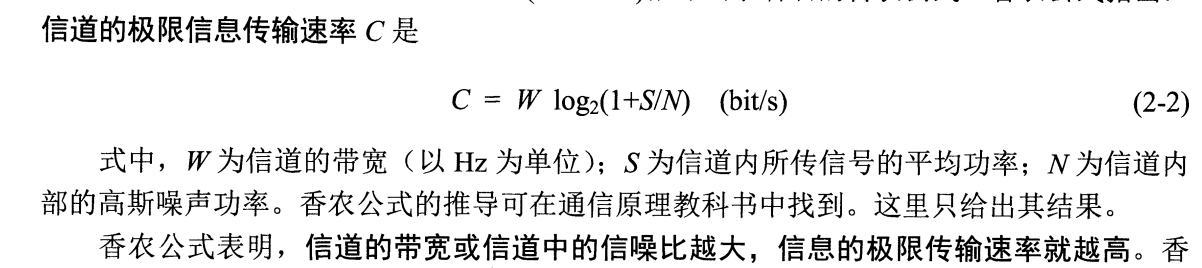 信道的极限信息传输速率 C 是
C = W log₂(1+S/N) (bit/s) (2-2)
式中，W 为信道的带宽（以 Hz 为单位）；S 为信道内所传信号的平均功率；N 为信道内
部的高斯噪声功率。香农公式的推导可在通信原理教科书中找到。这里只给出其结果。
香农公式表明，信道的带宽或信道中的信噪比越大，信息的极限传输速率就越高。香